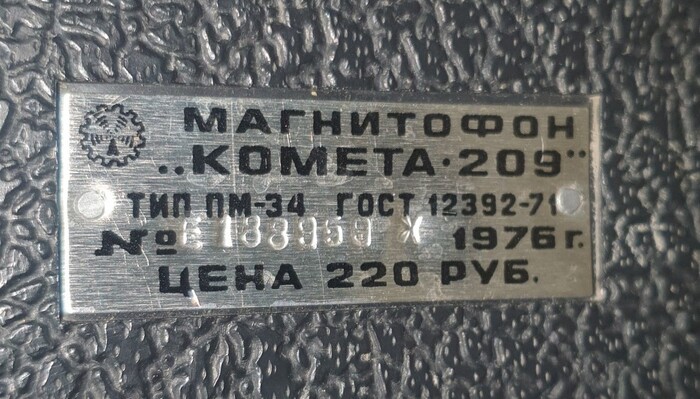 МАГНИТОФОН
„КОМЕТА·209”
ТИП ПМ-34 ГОСТ 12392-71
№ 1976 г.
ЦЕНА 220 РУБ.